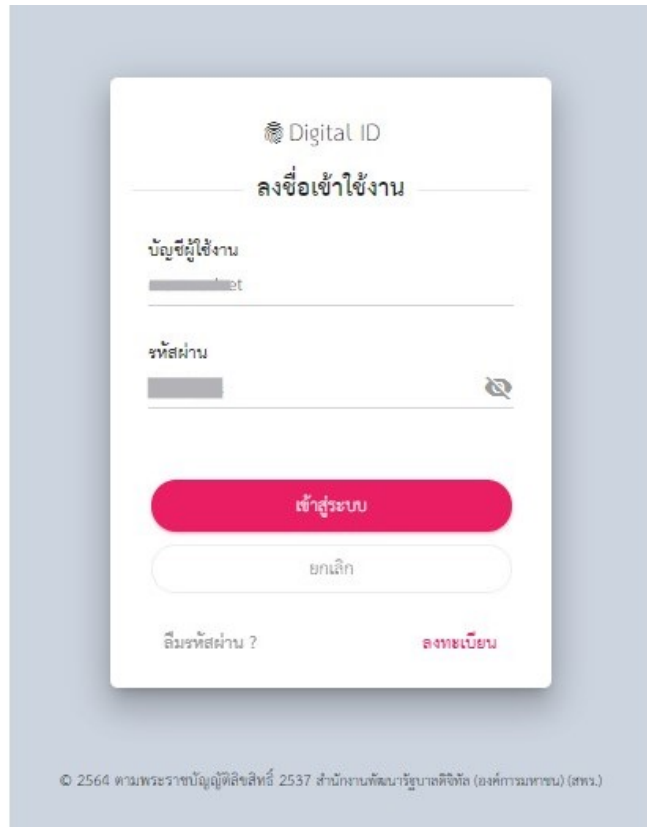 Digital ID
ลงชื่อเข้าใช้งาน
บัญชีผู้ใช้งาน
et
รหัสผ่าน
เข้าสู่ระบบ
ยกเลิก
ลืมรหัสผ่าน ?
ลงทะเบียน
© 2564 ตามพระราชบัญญัติลิขสิทธิ์ 2537 สำนักงานพัฒนารัฐบาลดิจิทัล (องค์การมหาชน) (สพร.)